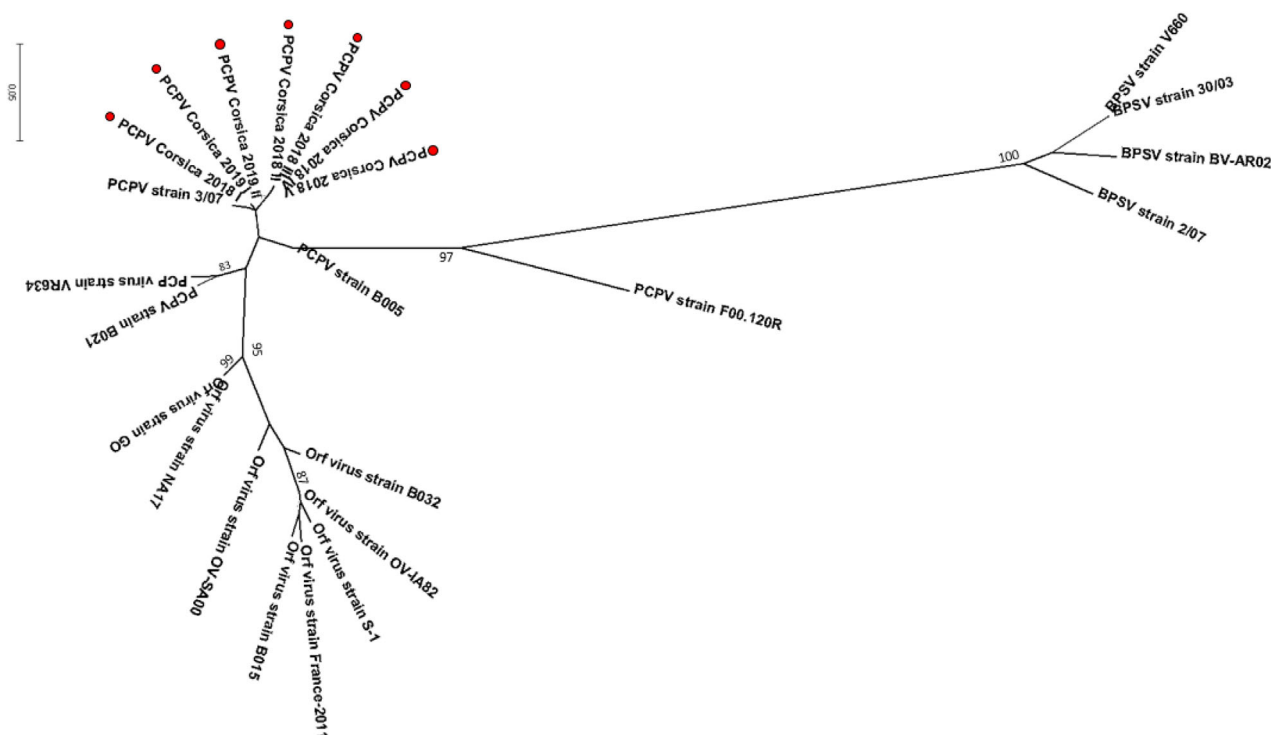 0.05
PCPV Corsica 2018 I
PCPV Corsica 2019 I
PCPV Corsica 2019 II
PCPV Corsica 2018 II
PCPV Corsica 2018 III
PCPV Corsica 2018
PCPV Corsica 2018 V
PCPV strain 3/07
PCPV strain B005
97
PCPV strain F00.120R
100
BPSV strain V660
BPSV strain 30/03
BPSV strain BV-AR02
BPSV strain 2/07
83
PCP virus strain VR634
PCPV strain B021
95
99
Orf virus strain GO
Orf virus strain NA17
Orf virus strain OV-SA00
Orf virus strain B032
87
Orf virus strain OV-IA82
Orf virus strain S-1
Orf virus strain France-2011
Orf virus strain B015